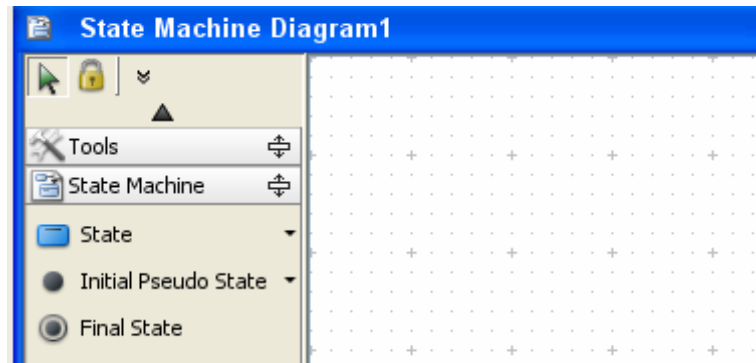 State Machine Diagram1
Tools
State Machine
State
Initial Pseudo State
Final State